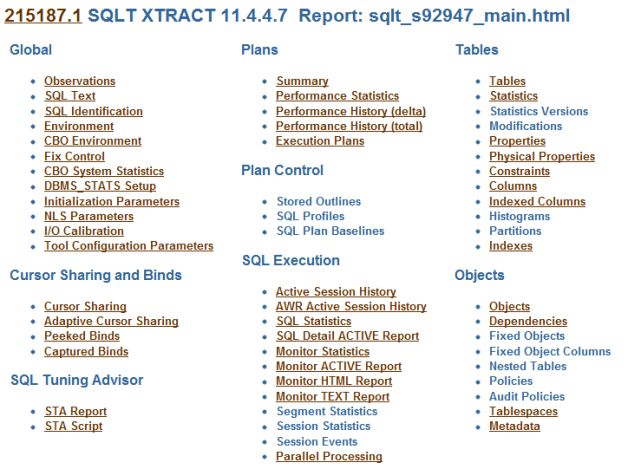 215187.1 SQLT XTRACT 11.4.4.7 Report: sqlt_s92947_main.html
Global
Observations
SQL Text
SQL Identification
Environment
CBO Environment
Fix Control
CBO System Statistics
DBMS_STATS Setup
Initialization Parameters
NLS Parameters
I/O Calibration
Tool Configuration Parameters
Cursor Sharing and Binds
Cursor Sharing
Adaptive Cursor Sharing
Peeked Binds
Captured Binds
SQL Tuning Advisor
STA Report
STA Script
Plans
Summary
Performance Statistics
Performance History (delta)
Performance History (total)
Execution Plans
Plan Control
Stored Outlines
SQL Profiles
SQL Plan Baselines
SQL Execution
Active Session History
AWR Active Session History
SQL Statistics
SQL Detail ACTIVE Report
Monitor Statistics
Monitor ACTIVE Report
Monitor HTML Report
Monitor TEXT Report
Segment Statistics
Session Statistics
Session Events
Parallel Processing
Tables
Tables
Statistics
Statistics Versions
Modifications
Properties
Physical Properties
Constraints
Columns
Indexed Columns
Histograms
Partitions
Indexes
Objects
Objects
Dependencies
Fixed Objects
Fixed Object Columns
Nested Tables
Policies
Audit Policies
Tablespaces
Metadata